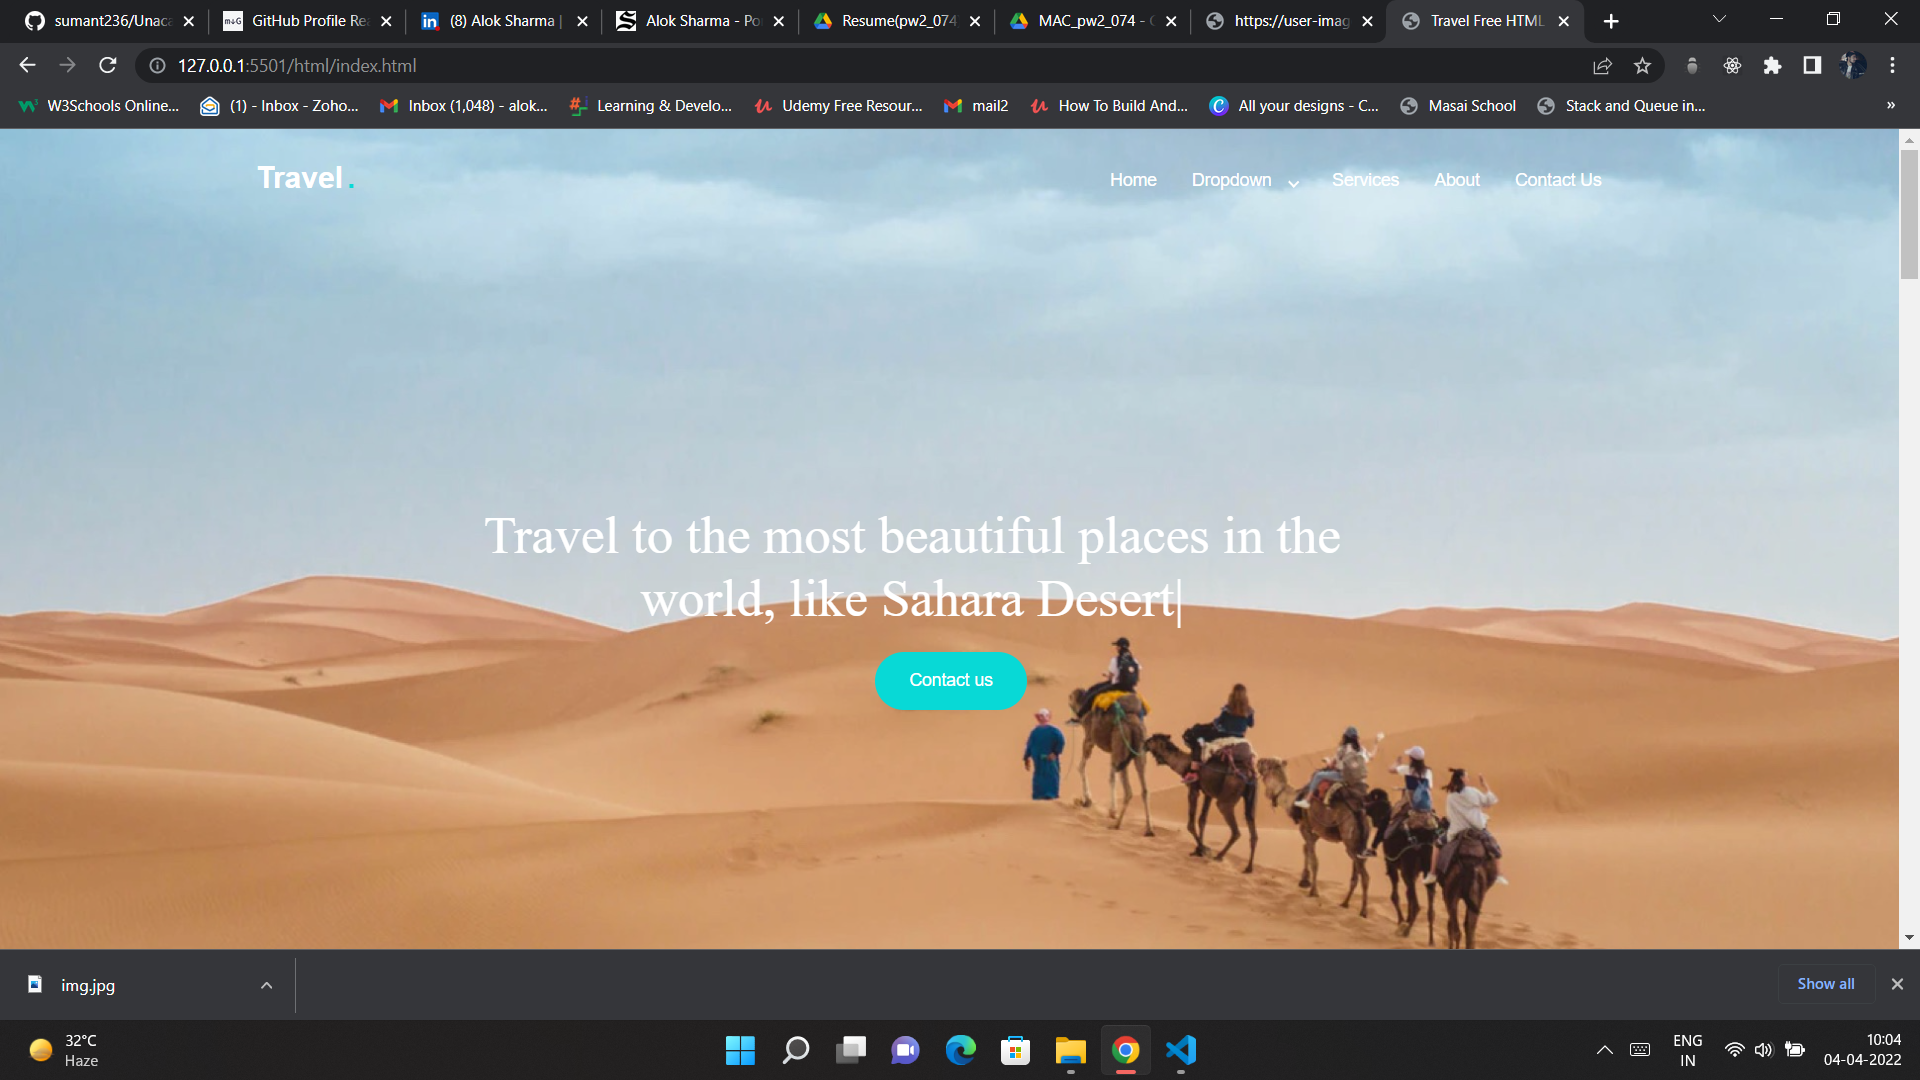 sumant236/Unaca
GitHub Profile Rea
(8) Alok Sharma |
Alok Sharma - Po
Resume(pw2_074
MAC_pw2_074 - G
https://user-imag
Travel Free HTML
127.0.0.1:5501/html/index.html
W3Schools Online... (1) - Inbox - Zoho... Inbox (1,048) - alok... Learning & Develo... Udemy Free Resour... mail2 How To Build And... All your designs - C... Masai School Stack and Queue in... »
Travel.
Home Dropdown Services About Contact Us
Travel to the most beautiful places in the
world, like Sahara Desert|
Contact us
img.jpg
Show all
32°C
Haze
ENG
IN
10:04
04-04-2022